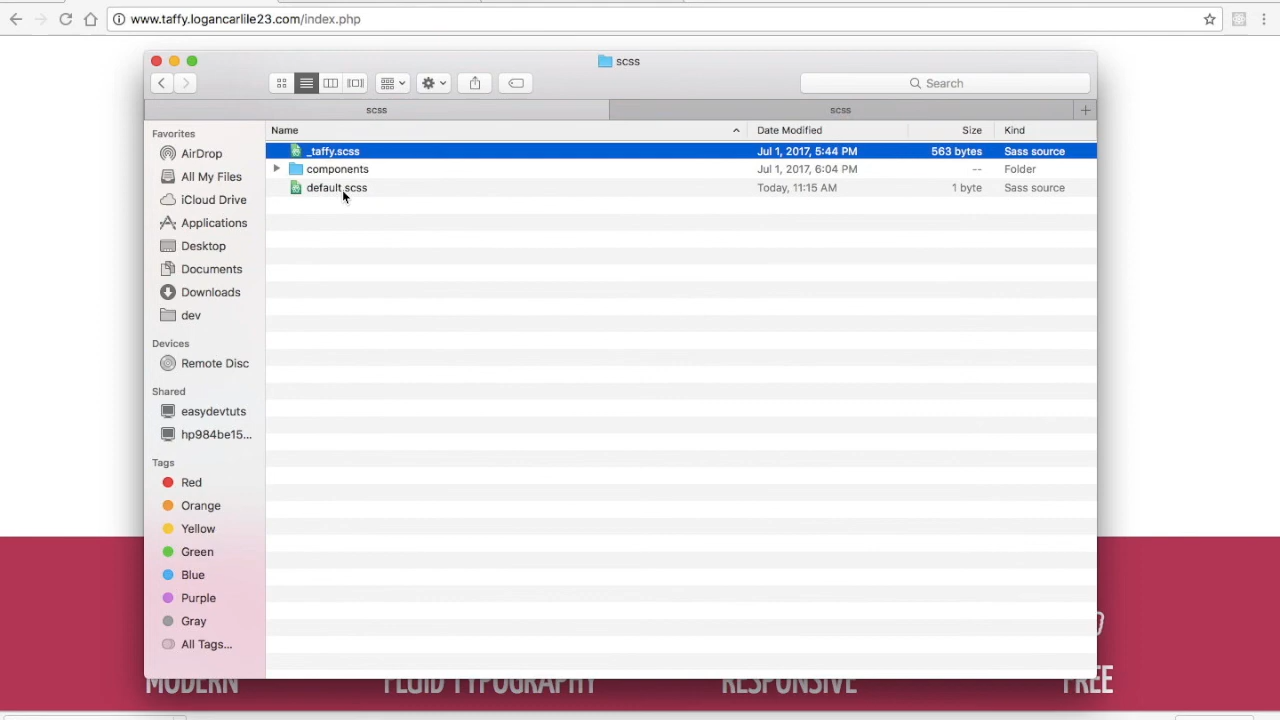 www.taffy.logancarlile23.com/index.php
scss
Search
scss scss
Name Date Modified Size Kind
_taffy.scss Jul 1, 2017, 5:44 PM 563 bytes Sass source
components Jul 1, 2017, 6:04 PM -- Folder
default.scss Today, 11:15 AM 1 byte Sass source
Favorites
AirDrop
All My Files
iCloud Drive
Applications
Desktop
Documents
Downloads
dev
Devices
Remote Disc
Shared
easydevtuts
hp984be15...
Tags
Red
Orange
Yellow
Green
Blue
Purple
Gray
All Tags...
MODERN FLUID TYPOGRAPHY RESPONSIVE FREE